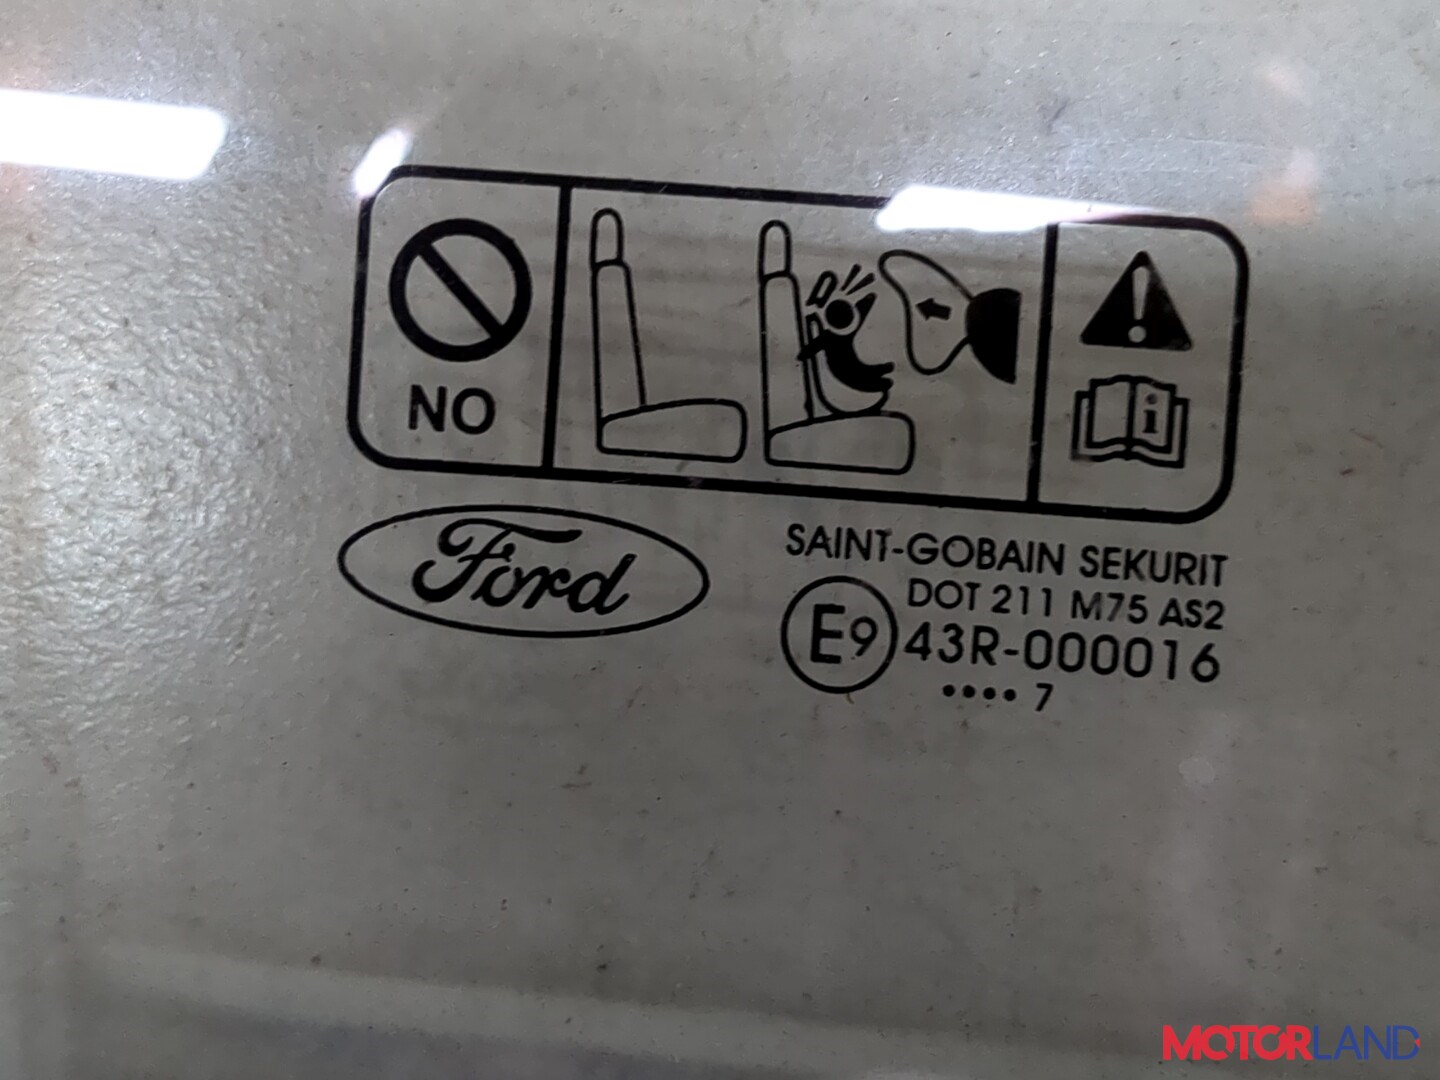 NO
i
Ford
SAINT-GOBAIN SEKURIT
DOT 211 M75 AS2
E9 43R-000016
•••• 7
MOTORLAND